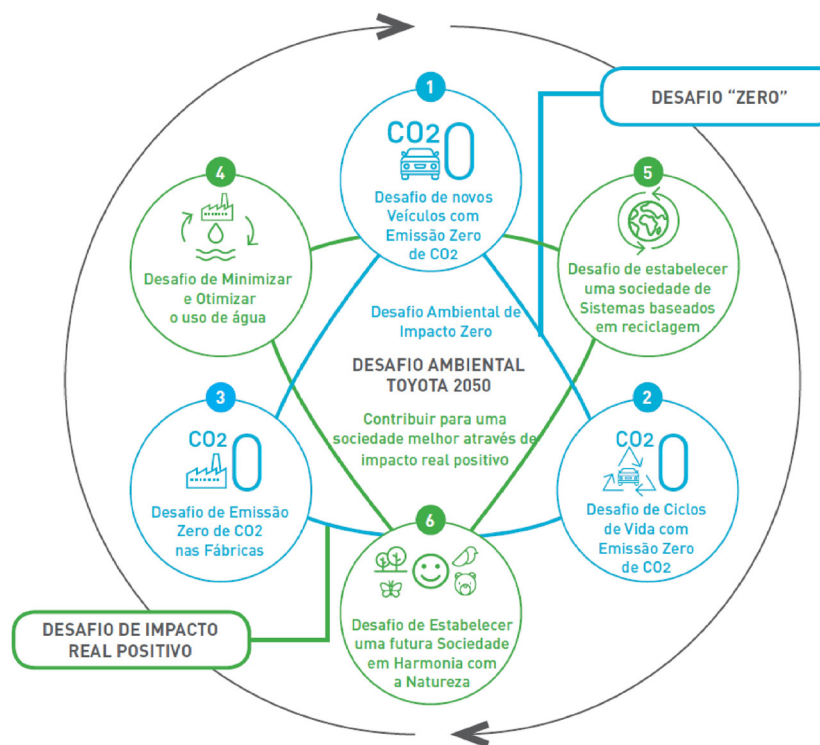 1
CO2 0
Desafio de novos
Veículos com
Emissão Zero
de CO2
DESAFIO “ZERO”
4
Desafio de Minimizar
e Otimizar
o uso de água
5
Desafio de estabelecer
uma sociedade de
Sistemas baseados
em reciclagem
Desafio Ambiental de
Impacto Zero
DESAFIO AMBIENTAL
TOYOTA 2050
Contribuir para uma
sociedade melhor através de
impacto real positivo
3
CO2 0
Desafio de Emissão
Zero de CO2
nas Fábricas
2
CO2 0
Desafio de Ciclos
de Vida com
Emissão Zero
de CO2
6
Desafio de Estabelecer
uma futura Sociedade
em Harmonia com
a Natureza
DESAFIO DE IMPACTO
REAL POSITIVO